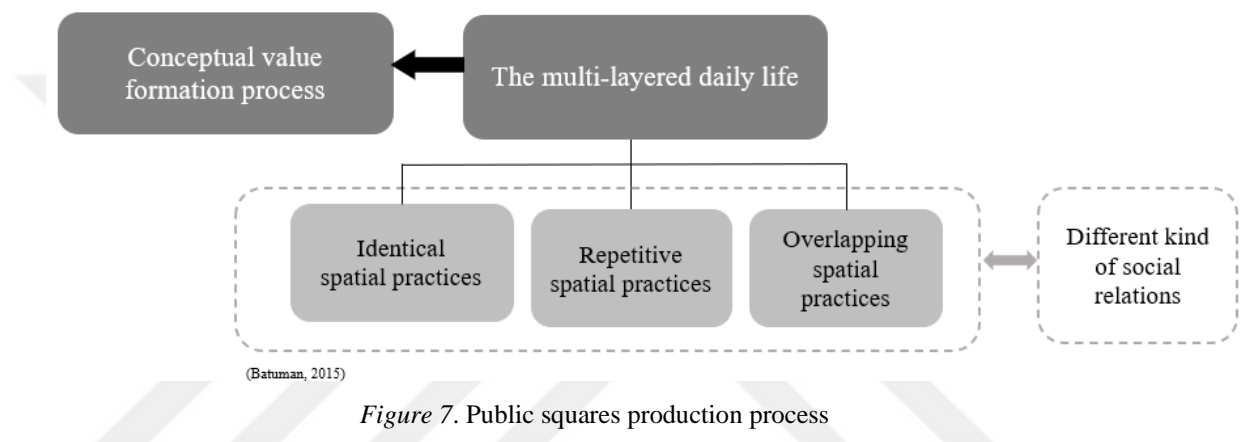 Conceptual value
formation process
The multi-layered daily life
Identical
spatial practices
Repetitive
spatial practices
Overlapping
spatial
practices
Different kind
of social
relations
(Batuman, 2015)
Figure 7. Public squares production process